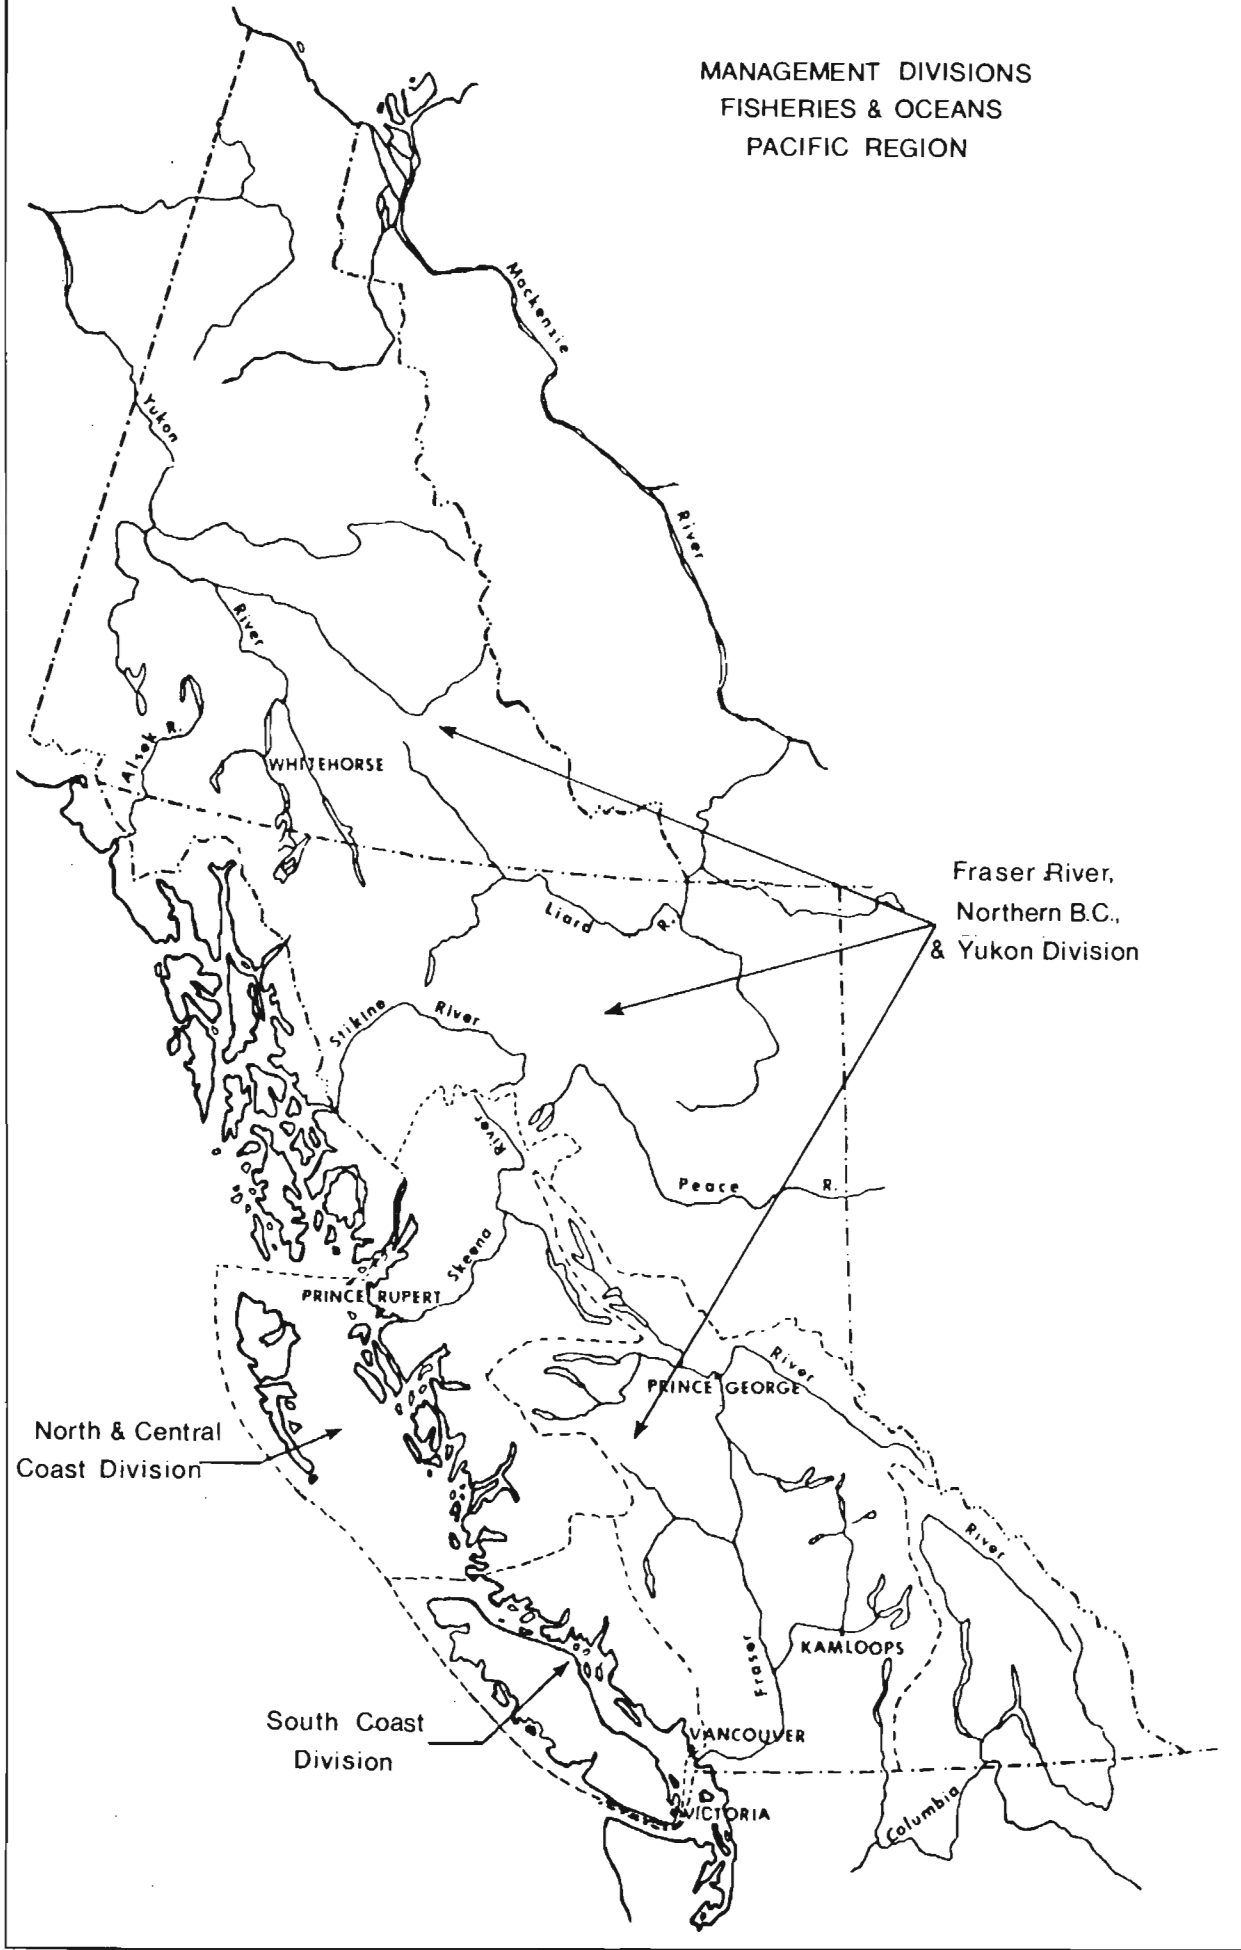 MANAGEMENT DIVISIONS
FISHERIES & OCEANS
PACIFIC REGION
Mackenzie
River
Yukon
River
Alsek R.
WHITEHORSE
Fraser River,
Northern B.C.,
& Yukon Division
Liard R.
Stikine River
River
Peace R.
Skeena
PRINCE RUPERT
River
PRINCE GEORGE
North & Central
Coast Division
River
Fraser
KAMLOOPS
South Coast
Division
VANCOUVER
VICTORIA
Columbia